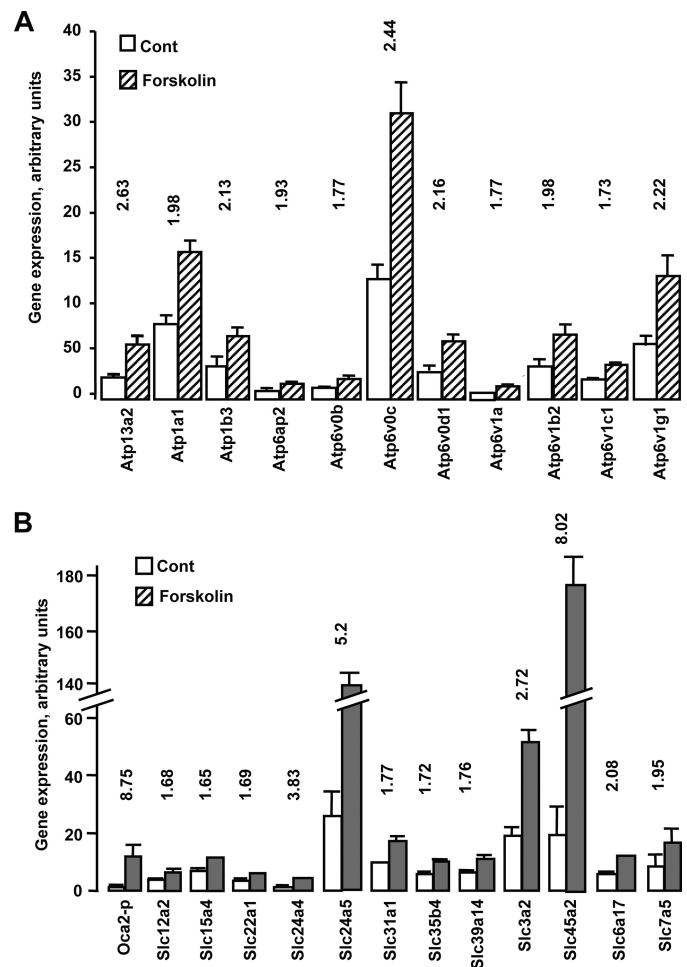 A
Gene expression, arbitrary units
40
35
30
25
20
15
10
50
0
Cont
Forskolin
2.63
1.98
2.13
1.93
1.77
2.44
2.16
1.77
1.98
1.73
2.22
Atp13a2
Atp1a1
Atp1b3
Atp6ap2
Atp6v0b
Atp6v0c
Atp6v0d1
Atp6v1a
Atp1v1b2
Atp6v1c1
Atp6v1g1
B
Gene expression, arbitrary units
180
160
140
60
40
20
0
Cont
Forskolin
8.75
1.68
1.65
1.69
3.83
5.2
1.77
1.72
1.76
2.72
8.02
2.08
1.95
Oca2-p
Slc12a2
Slc15a4
Slc22a1
Slc24a4
Slc24a5
Slc31a1
Slc35b4
Slc39a14
Slc3a2
Slc45a2
Slc6a17
Slc7a5